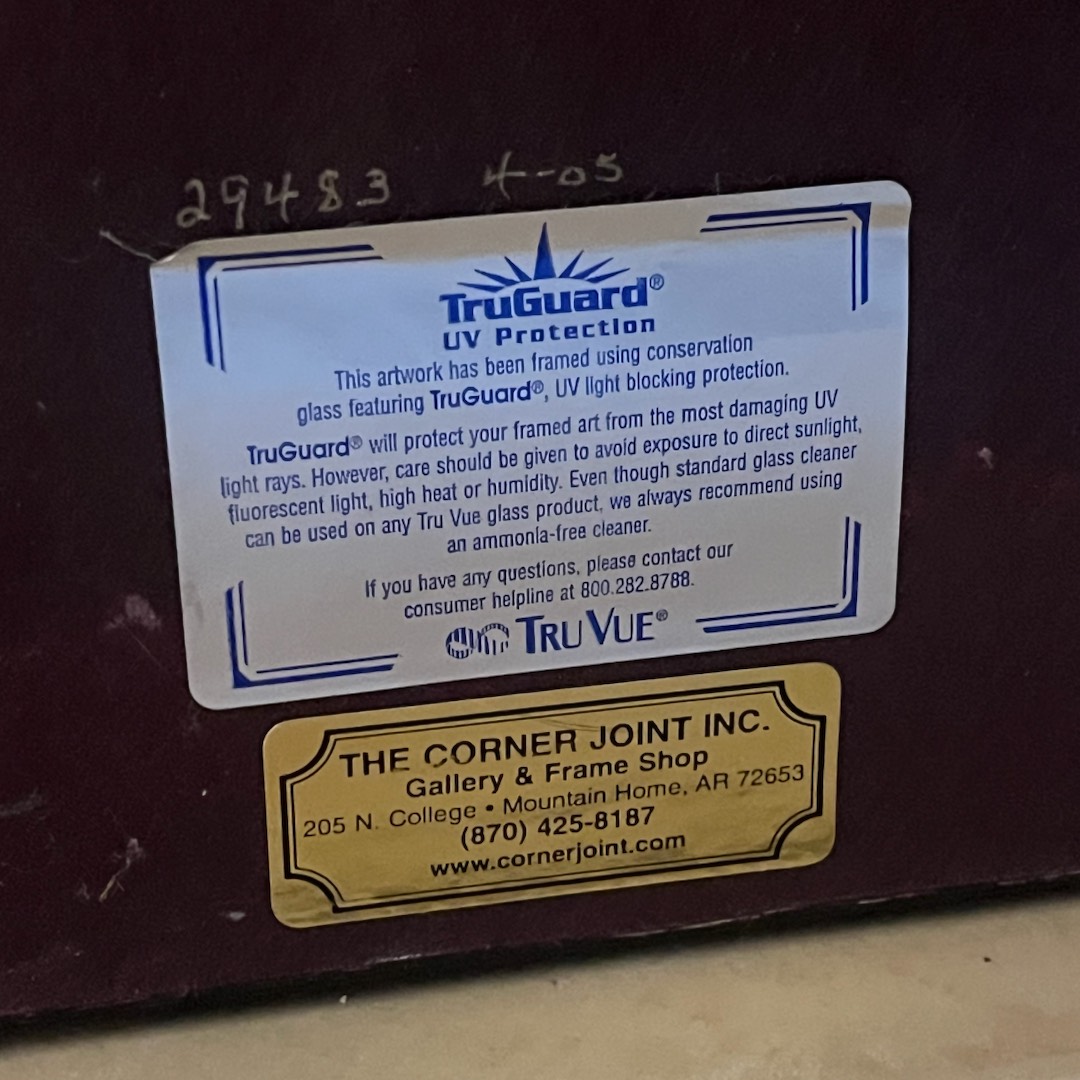 29483 4-05
TruGuard®
UV Protection
This artwork has been framed using conservation
glass featuring TruGuard®, UV light blocking protection.
TruGuard® will protect your framed art from the most damaging UV
light rays. However, care should be given to avoid exposure to direct sunlight,
fluorescent light, high heat or humidity. Even though standard glass cleaner
can be used on any Tru Vue glass product, we always recommend using
an ammonia-free cleaner.
If you have any questions, please contact our
consumer helpline at 800.282.8788.
TRU VUE®
THE CORNER JOINT INC.
Gallery & Frame Shop
205 N. College • Mountain Home, AR 72653
(870) 425-8187
www.cornerjoint.com